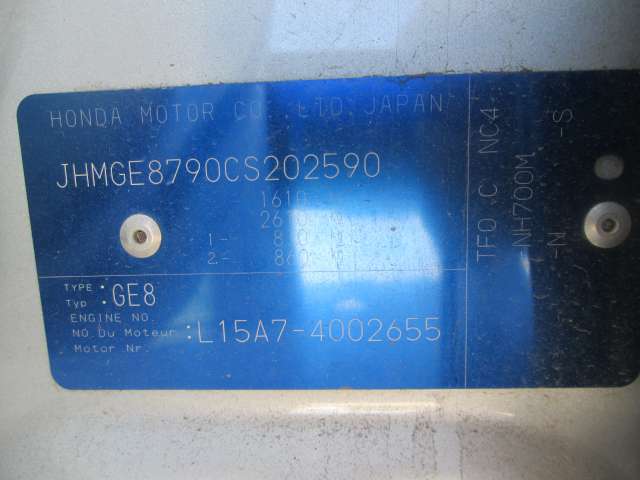 HONDA MOTOR CO., LTD. JAPAN
JHMGE8790CS202590
1610
1-
2- 860
TYPE
Typ :GE8
ENGINE NO.
NO.Du Moteur :L15A7-4002655
Motor Nr.
TFO C NC4
NH700M
-N -S